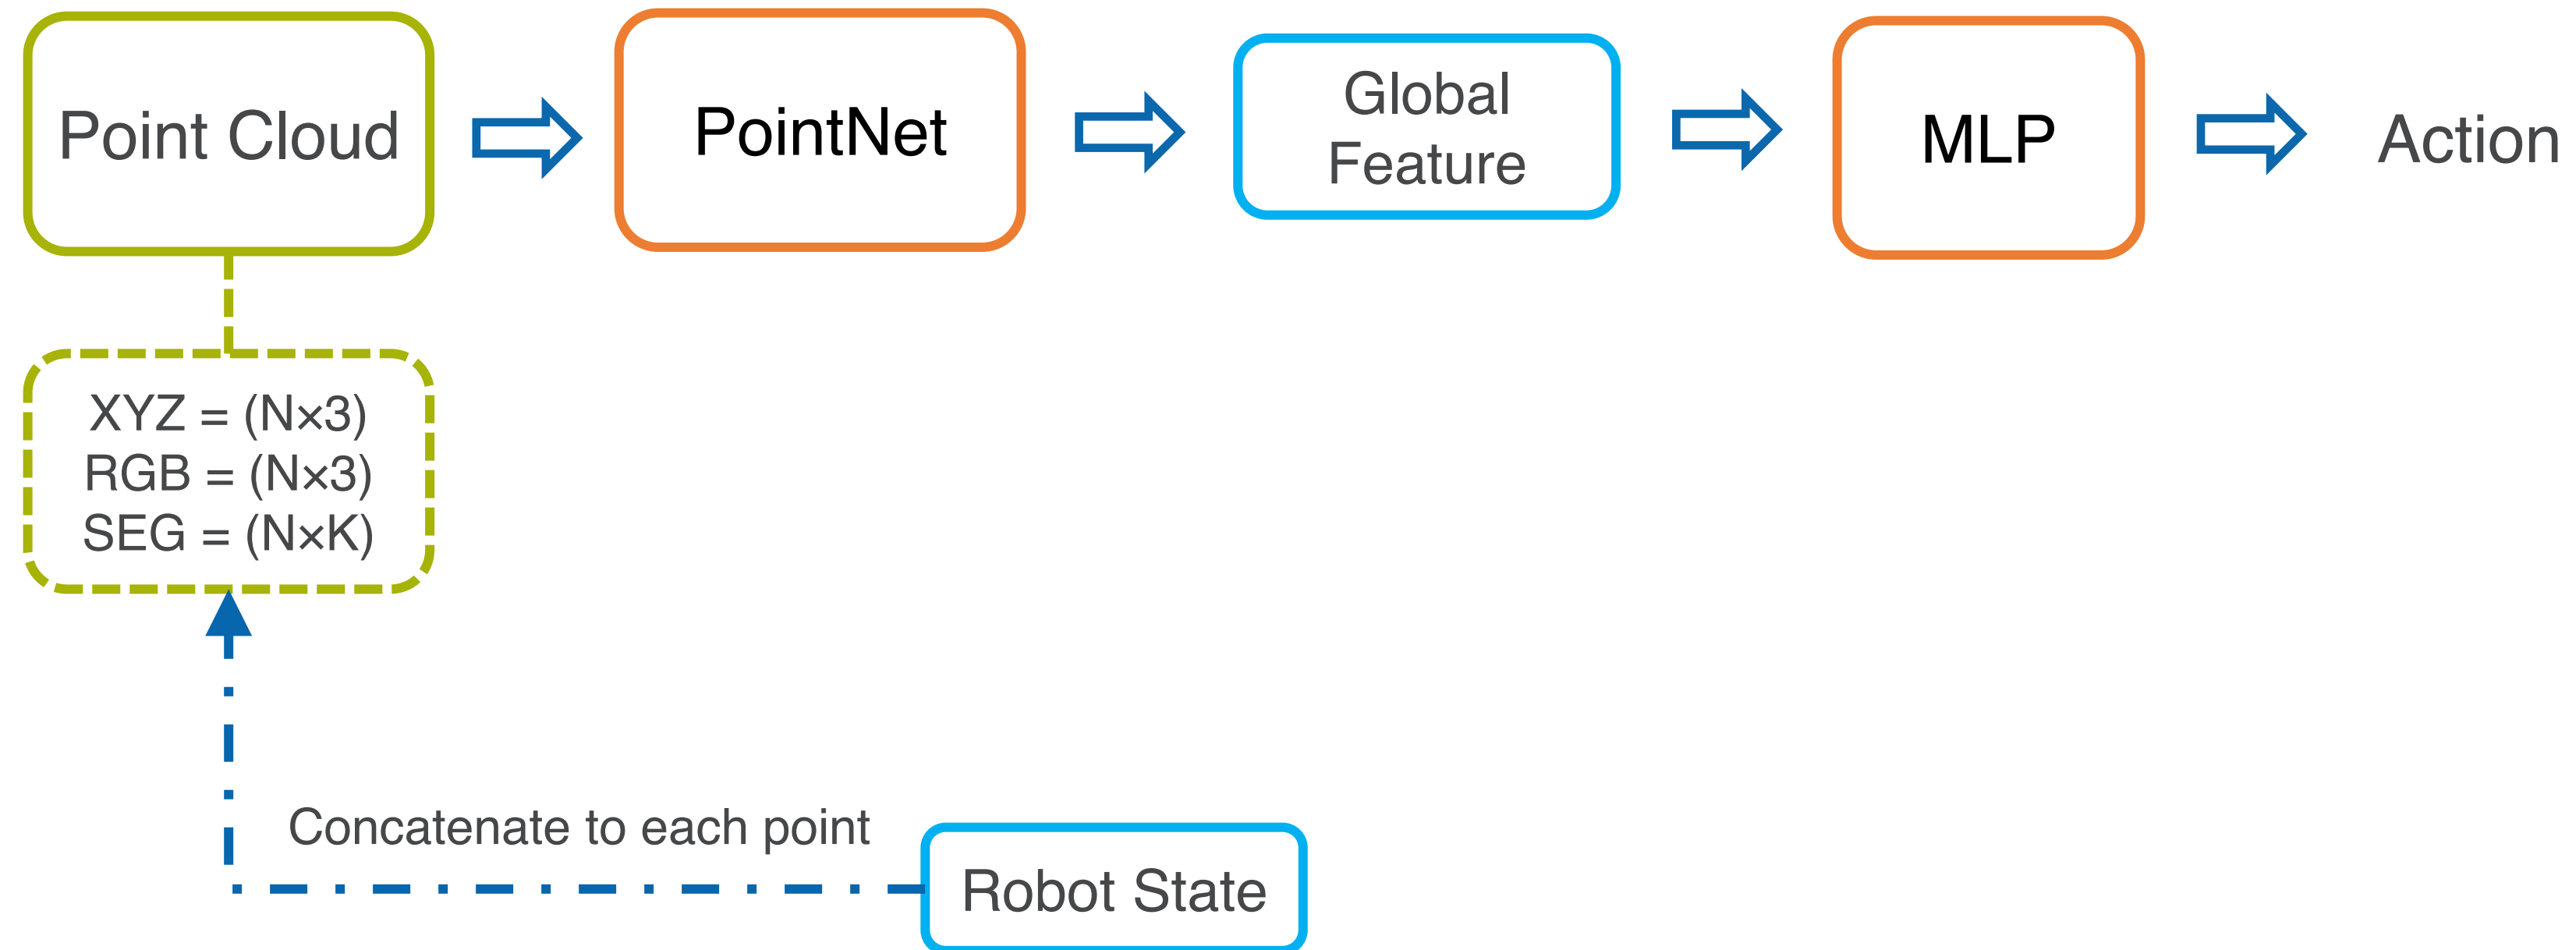 Point Cloud
PointNet
Global
Feature
MLP
Action
XYZ = (N×3)
RGB = (N×3)
SEG = (N×K)
Concatenate to each point
Robot State